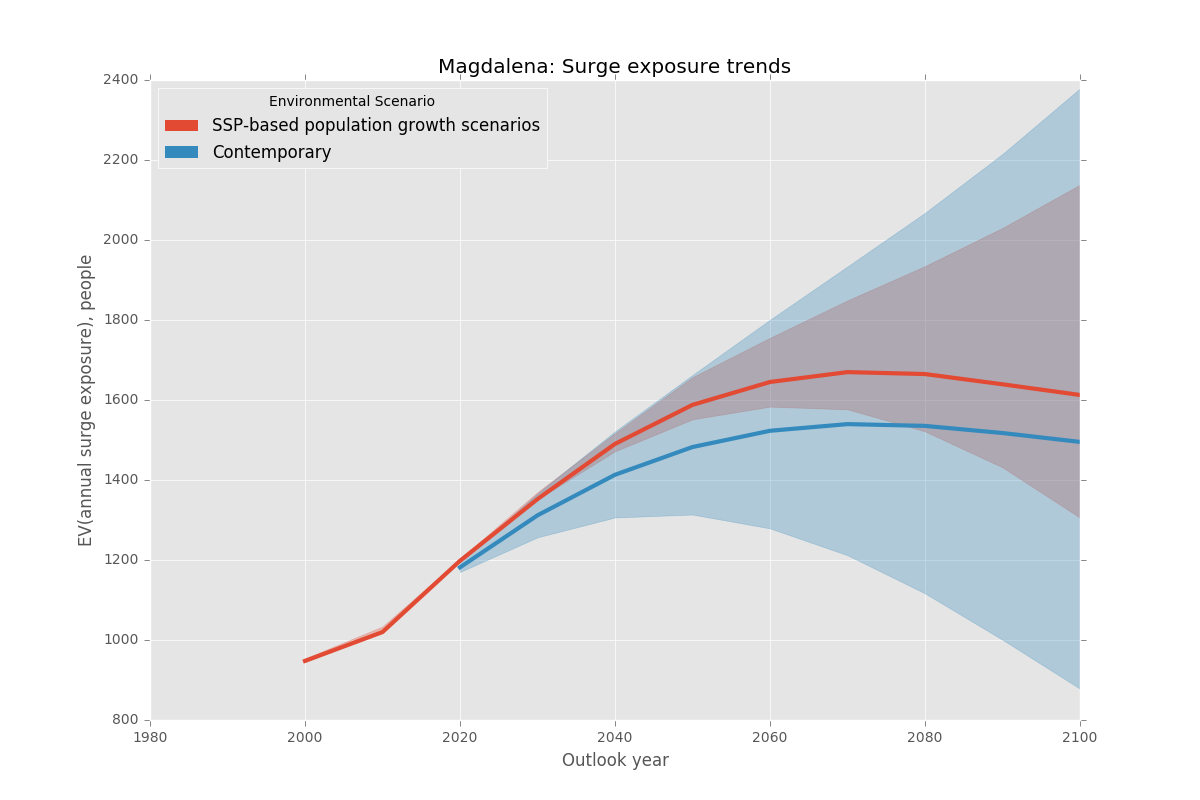 Magdalena: Surge exposure trends
Environmental Scenario
SSP-based population growth scenarios
Contemporary
EV(annual surge exposure), people
2400
2200
2000
1800
1600
1400
1200
1000
800
1980 2000 2020 2040 2060 2080 2100
Outlook year